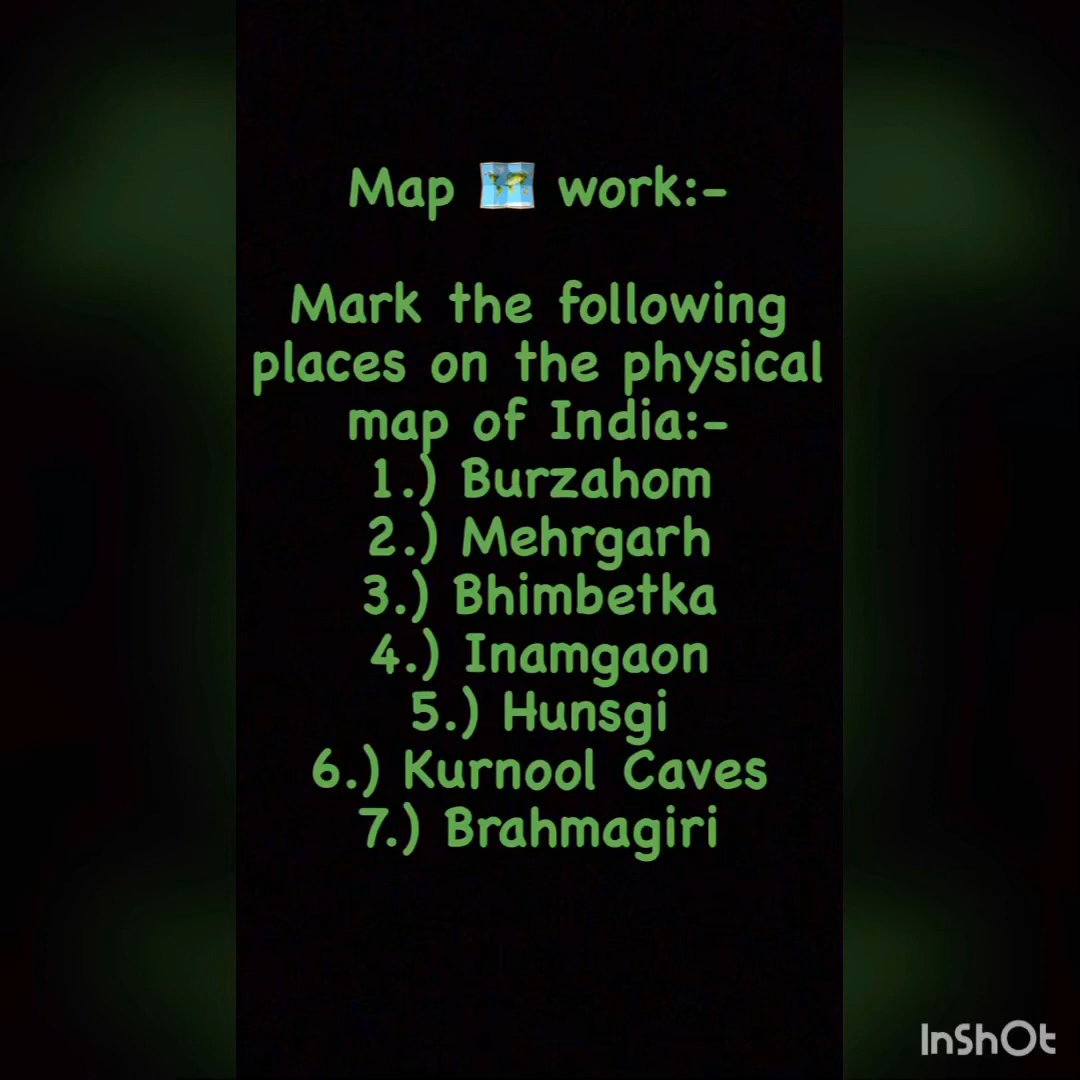 Map 🗺️ work:-
Mark the following
places on the physical
map of India:-
1.) Burzahom
2.) Mehrgarh
3.) Bhimbetka
4.) Inamgaon
5.) Hunsgi
6.) Kurnool Caves
7.) Brahmagiri
InShOt